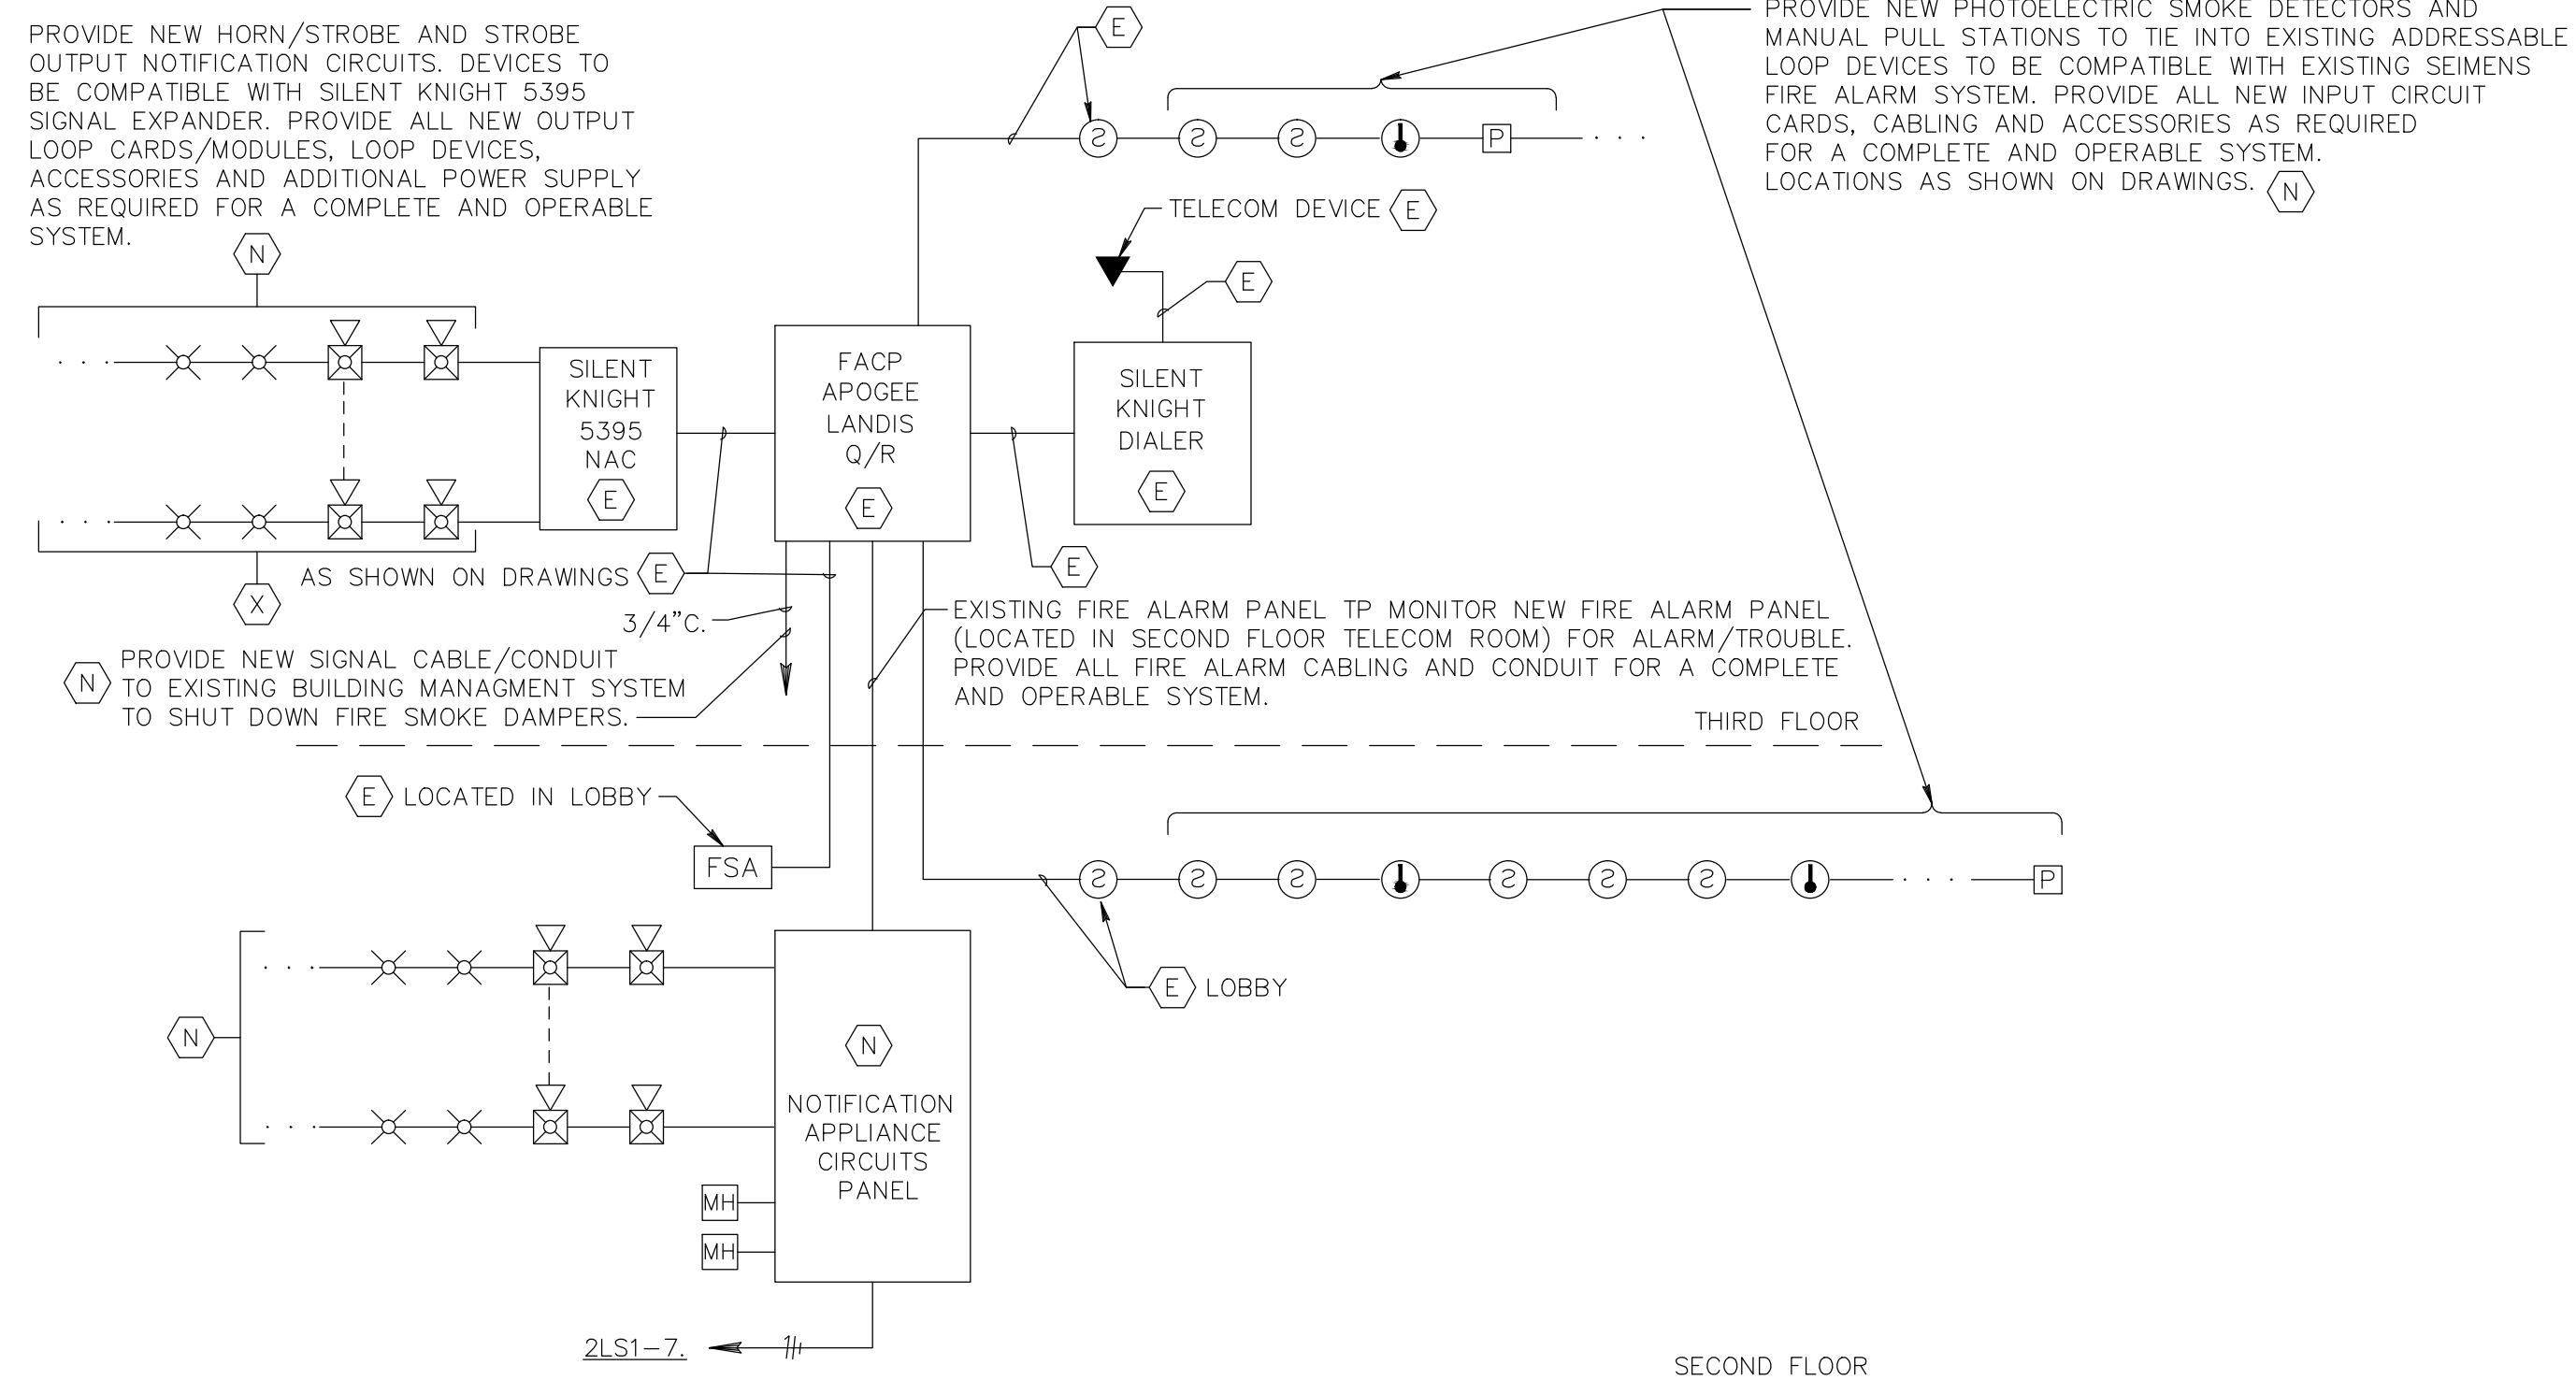 PROVIDE NEW HORN/STROBE AND STROBE
OUTPUT NOTIFICATION CIRCUITS. DEVICES TO
BE COMPATIBLE WITH SILENT KNIGHT 5395
SIGNAL EXPANDER. PROVIDE ALL NEW OUTPUT
LOOP CARDS/MODULES, LOOP DEVICES,
ACCESSORIES AND ADDITIONAL POWER SUPPLY
AS REQUIRED FOR A COMPLETE AND OPERABLE
SYSTEM.
N
E
PROVIDE NEW PHOTOELECTRIC SMOKE DETECTORS AND
MANUAL PULL STATIONS TO TIE INTO EXISTING ADDRESSABLE
LOOP DEVICES TO BE COMPATIBLE WITH EXISTING SEIMENS
FIRE ALARM SYSTEM. PROVIDE ALL NEW INPUT CIRCUIT
CARDS, CABLING AND ACCESSORIES AS REQUIRED
FOR A COMPLETE AND OPERABLE SYSTEM.
LOCATIONS AS SHOWN ON DRAWINGS. N
S S S P
TELECOM DEVICE E
E
SILENT
KNIGHT
5395
NAC
E
FACP
APOGEE
LANDIS
Q/R
E
SILENT
KNIGHT
DIALER
E
X
AS SHOWN ON DRAWINGS E
E
3/4"C.
EXISTING FIRE ALARM PANEL TP MONITOR NEW FIRE ALARM PANEL
(LOCATED IN SECOND FLOOR TELECOM ROOM) FOR ALARM/TROUBLE.
PROVIDE ALL FIRE ALARM CABLING AND CONDUIT FOR A COMPLETE
AND OPERABLE SYSTEM.
N
PROVIDE NEW SIGNAL CABLE/CONDUIT
TO EXISTING BUILDING MANAGMENT SYSTEM
TO SHUT DOWN FIRE SMOKE DAMPERS.
THIRD FLOOR
E LOCATED IN LOBBY
FSA
S S S S S S P
E LOBBY
N
N
NOTIFICATION
APPLIANCE
CIRCUITS
PANEL
MH
MH
2LS1-7.
SECOND FLOOR